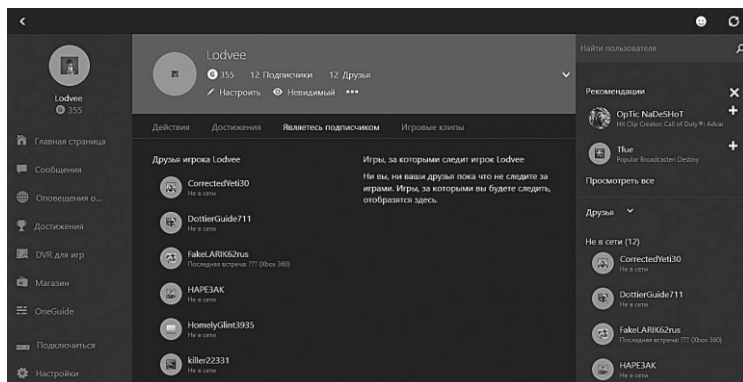 Lodvee
355
Главная страница
Сообщения
Оповещения о...
Достижения
DVR для игр
Магазин
OneGuide
Подключиться
Настройки
Lodvee
355 12 Подписчики 12 Друзья
Настроить Невидимый •••
Действия Достижения Являетесь подписчиком Игровые клипы
Друзья игрока Lodvee
CorrectedYeti30
Не в сети
DottierGuide711
Не в сети
FakeLARIK62rus
Последняя встреча: ??? (Xbox 360)
НАРЕЗАК
Не в сети
HomelyGlint3935
Не в сети
killer22331
Не в сети
Игры, за которыми следит игрок Lodvee
Ни вы, ни ваши друзья пока что не следите за
играми. Игры, за которыми вы будете следить,
отобразятся здесь.
Найти пользователя
Рекомендации
OpTic NaDeSHoT
Hit Clip Creator: Call of Duty®: Advar
Tfue
Popular Broadcaster: Destiny
Просмотреть все
Друзья
Не в сети (12)
CorrectedYeti30
Не в сети
DottierGuide711
Не в сети
FakeLARIK62rus
Последняя встреча: ??? (Xbox 360)
НАРЕЗАК
Не в сети